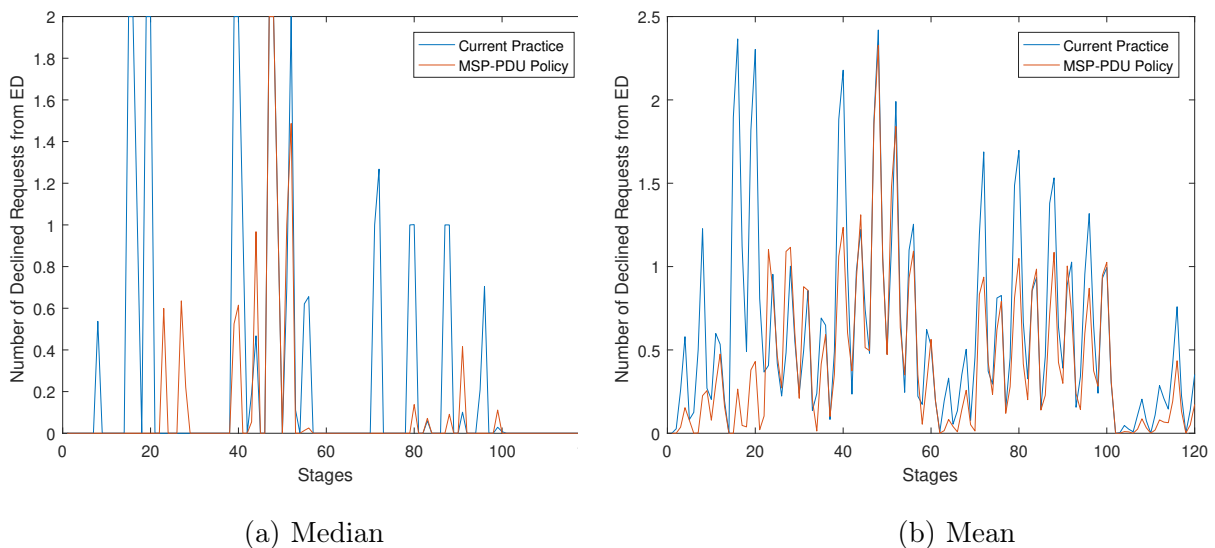 2
1.8
1.6
1.4
1.2
1
0.8
0.6
0.4
0.2
0
Number of Declined Requests from ED
0 20 40 60 80 100
Stages
Current Practice
MSP-PDU Policy
(a) Median
2.5
2
1.5
1
0.5
0
Number of Declined Requests from ED
0 20 40 60 80 100 120
Stages
Current Practice
MSP-PDU Policy
(b) Mean